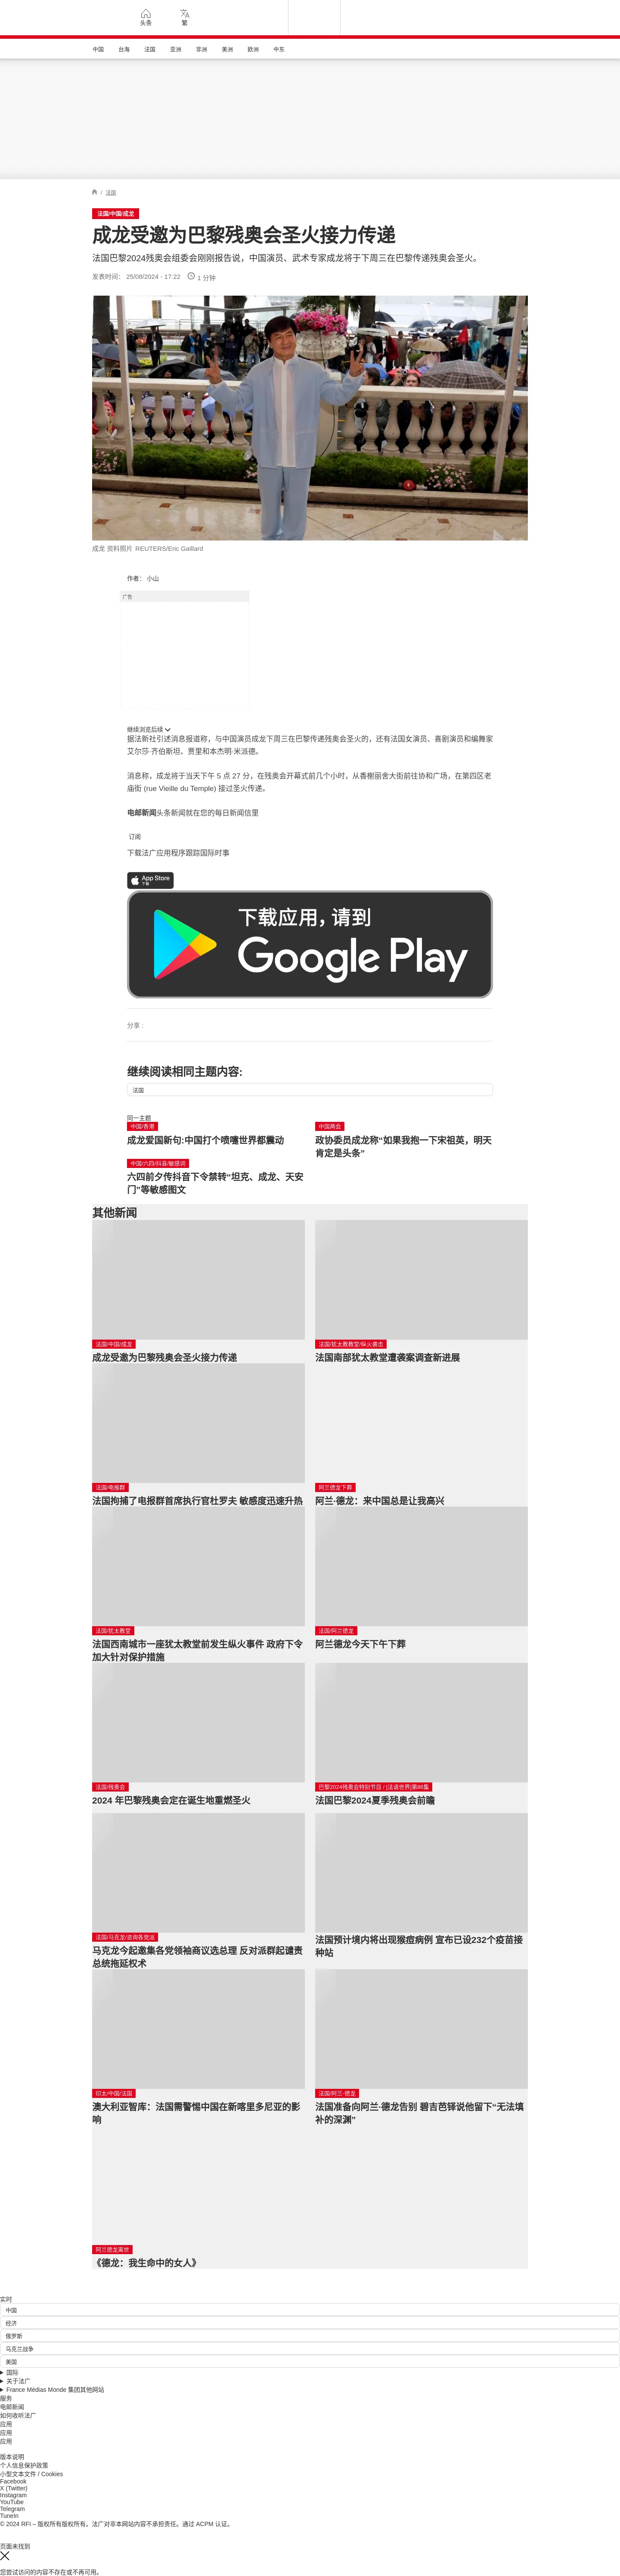 头条
繁
中国 台海 法国 亚洲 非洲 美洲 欧洲 中东
/ 法国
法国/中国/成龙
成龙受邀为巴黎残奥会圣火接力传递
法国巴黎2024残奥会组委会刚刚报告说，中国演员、武术专家成龙将于下周三在巴黎传递残奥会圣火。
发表时间： 25/08/2024 - 17:22 1 分钟
成龙 资料照片 REUTERS/Eric Gaillard
作者： 小山
广告
继续浏览后续
据法新社引述消息报道称，与中国演员成龙下周三在巴黎传递残奥会圣火的，还有法国女演员、喜剧演员和编舞家
艾尔莎·齐伯斯坦、贾里和本杰明·米派德。
消息称，成龙将于当天下午 5 点 27 分，在残奥会开幕式前几个小时，从香榭丽舍大街前往协和广场，在第四区老
庙街 (rue Vieille du Temple) 接过圣火传递。
电邮新闻头条新闻就在您的每日新闻信里
订阅
下载法广应用程序跟踪国际时事
App Store
下载
下载应用，请到
Google Play
分享 :
继续阅读相同主题内容:
法国
同一主题
中国/香港
成龙爱国新句:中国打个喷嚏世界都震动
中国两会
政协委员成龙称“如果我抱一下宋祖英，明天
肯定是头条”
中国/六四/抖音/敏感词
六四前夕传抖音下令禁转“坦克、成龙、天安
门”等敏感图文
其他新闻
法国/中国/成龙
成龙受邀为巴黎残奥会圣火接力传递
法国/犹太教教堂/纵火袭击
法国南部犹太教堂遭袭案调查新进展
法国/电报群
法国拘捕了电报群首席执行官杜罗夫 敏感度迅速升热
阿兰德龙下葬
阿兰·德龙：来中国总是让我高兴
法国/犹太教堂
法国西南城市一座犹太教堂前发生纵火事件 政府下令
加大针对保护措施
法国/阿兰德龙
阿兰德龙今天下午下葬
法国/残奥会
2024 年巴黎残奥会定在诞生地重燃圣火
巴黎2024残奥会特别节目 / [法谐世界]第86集
法国巴黎2024夏季残奥会前瞻
法国/马克龙/咨询各党派
马克龙今起邀集各党领袖商议选总理 反对派群起谴责
总统拖延权术
法国预计境内将出现猴痘病例 宣布已设232个疫苗接
种站
印太/中国/法国
澳大利亚智库：法国需警惕中国在新喀里多尼亚的影
响
法国/阿兰·德龙
法国准备向阿兰·德龙告别 碧吉芭铎说他留下“无法填
补的深渊”
阿兰德龙离世
《德龙：我生命中的女人》
实时
中国
经济
俄罗斯
乌克兰战争
美国
国际
关于法广
France Médias Monde 集团其他网站
服务
电邮新闻
如何收听法广
应用
应用
应用
版本说明
个人信息保护政策
小型文本文件 / Cookies
Facebook
X (Twitter)
Instagram
YouTube
Telegram
TuneIn
© 2024 RFI – 版权所有版权所有。法广对非本网站内容不承担责任。通过 ACPM 认证。
页面未找到
您尝试访问的内容不存在或不再可用。